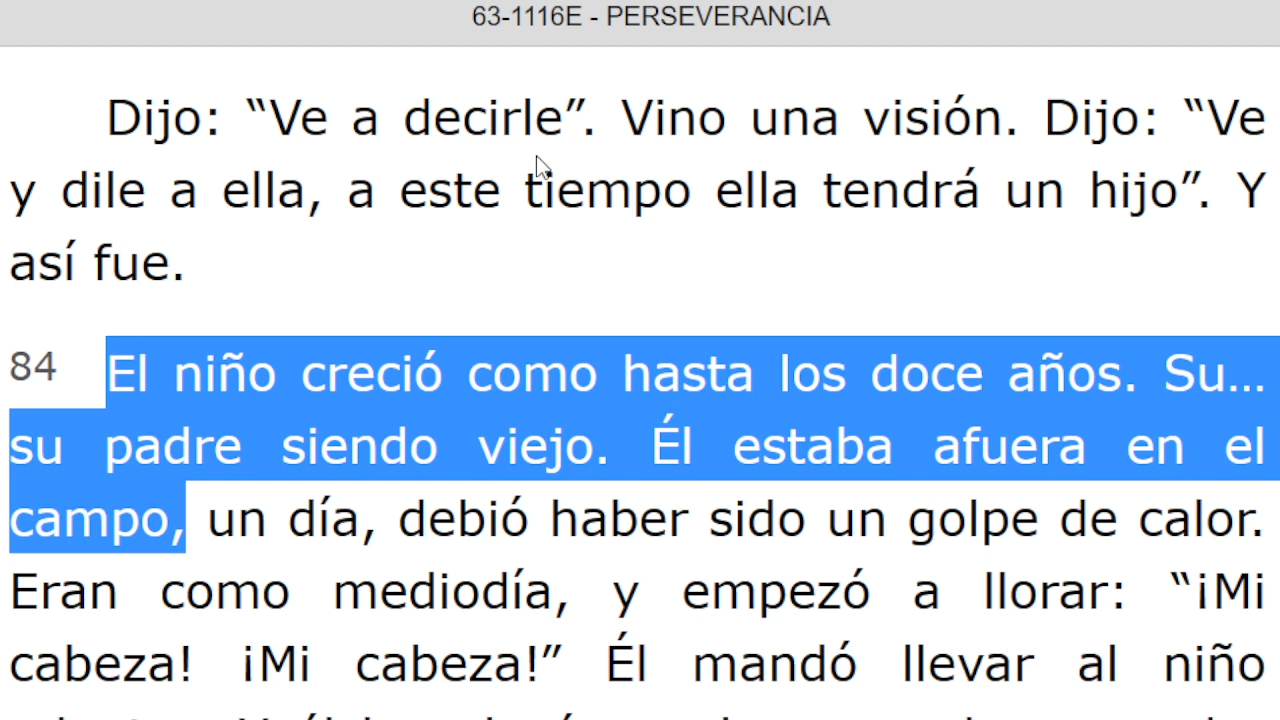 63-1116E - PERSEVERANCIA
Dijo: “Ve a decirle”. Vino una visión. Dijo: “Ve
y dile a ella, a este tiempo ella tendrá un hijo”. Y
así fue.
84 El niño creció como hasta los doce años. Su…
su padre siendo viejo. Él estaba afuera en el
campo, un día, debió haber sido un golpe de calor.
Eran como mediodía, y empezó a llorar: “¡Mi
cabeza! ¡Mi cabeza!” Él mandó llevar al niño